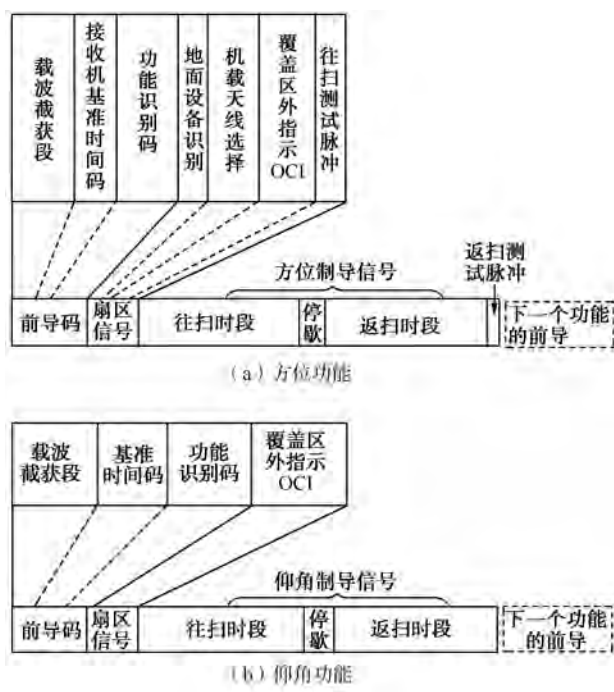 载波截获段
接收机基准时间码
功能识别码
地面设备识别
机载天线选择
覆盖区外指示OCI
往扫测试脉冲
方位制导信号
返扫测
试脉冲
前导码
扇区
信号
往扫时段
停
歇
返扫时段
下一个功能
的前导
(a)方位功能
载波
截获段
基准
时间码
功能
识别码
覆盖区
外指示
OCI
仰角制导信号
前导码
扇区
信号
往扫时段
停
歇
返扫时段
下一个功能
的前导
(b)仰角功能